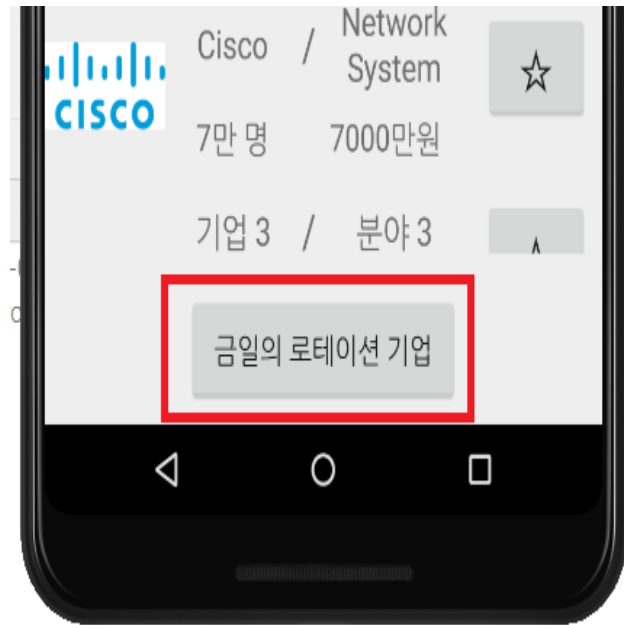 CISCO
Cisco / Network System
7만 명 7000만원
기업 3 / 분야 3
금일의 로테이션 기업